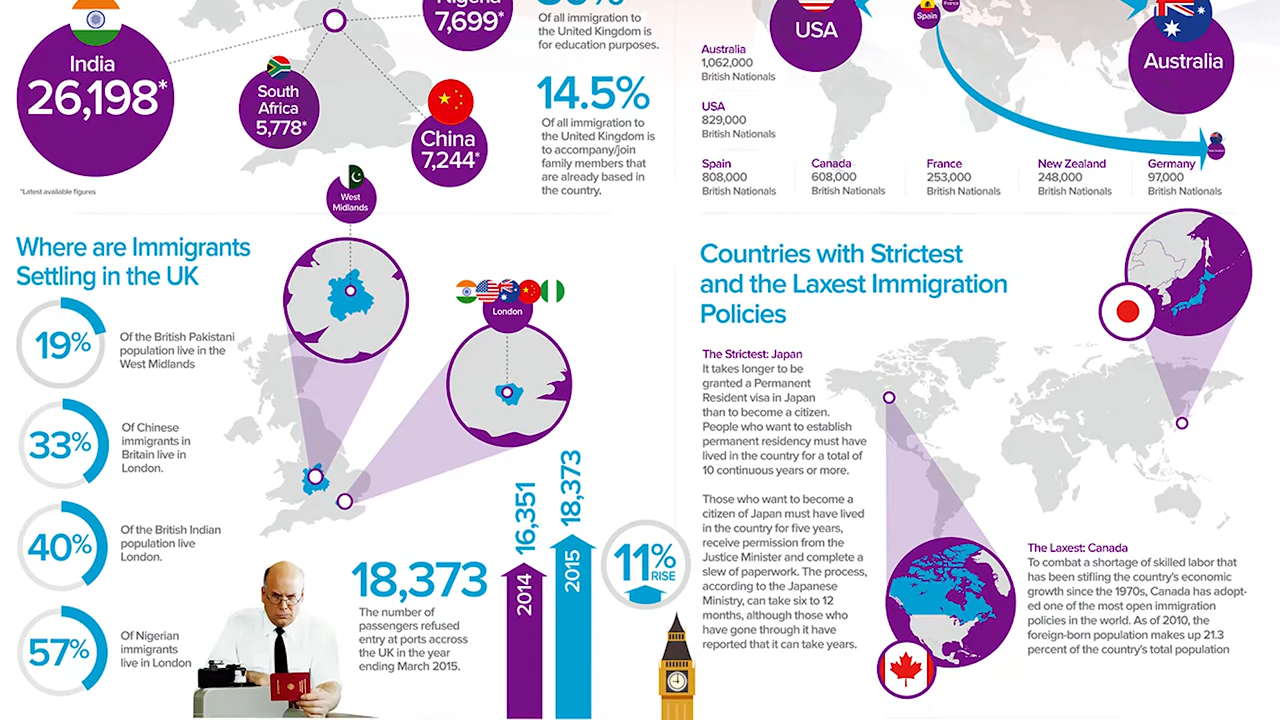 India
26,198*
South
Africa
5,778*
7,699*
China
7,244*
*Latest available figures
Of all immigration to
the United Kingdom is
for education purposes.
14.5%
Of all immigration to
the United Kingdom is
to accompany/join
family members that
are already based in
the country.
USA
Spain
France
Australia
Australia
1,062,000
British Nationals
USA
829,000
British Nationals
Spain
808,000
British Nationals
Canada
608,000
British Nationals
France
253,000
British Nationals
New Zealand
248,000
British Nationals
Germany
97,000
British Nationals
Where are Immigrants
Settling in the UK
West
Midlands
London
19%
Of the British Pakistani
population live in the
West Midlands
33%
Of Chinese
immigrants in
Britain live in
London.
40%
Of the British Indian
population live
London.
57%
Of Nigerian
immigrants
live in London
18,373
The number of
passengers refused
entry at ports accross
the UK in the year
ending March 2015.
16,351
2014
18,373
2015
11%
RISE
Countries with Strictest
and the Laxest Immigration
Policies
The Strictest: Japan
It takes longer to be
granted a Permanent
Resident visa in Japan
than to become a citizen.
People who want to establish
permanent residency must have
lived in the country for a total of
10 continuous years or more.
Those who want to become a
citizen of Japan must have lived
in the country for five years,
receive permission from the
Justice Minister and complete a
slew of paperwork. The process,
according to the Japanese
Ministry, can take six to 12
months, although those who
have gone through it have
reported that it can take years.
The Laxest: Canada
To combat a shortage of skilled labor that
has been stifling the country's economic
growth since the 1970s, Canada has adopt-
ed one of the most open immigration
policies in the world. As of 2010, the
foreign-born population makes up 21.3
percent of the country's total population